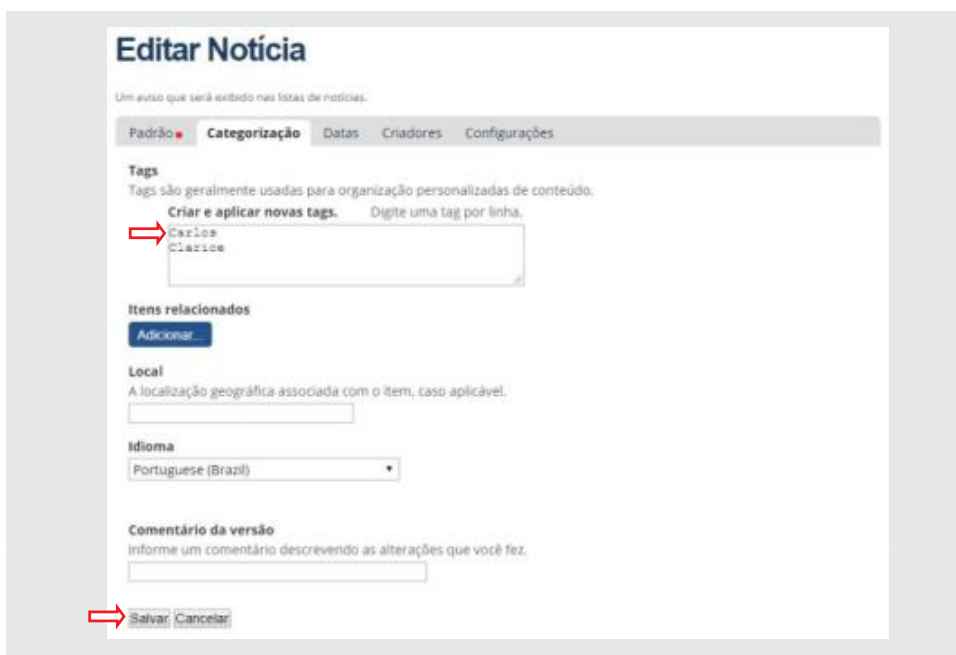 Editar Notícia
Um aviso que será exibido nas listas de notícias.
Padrão Categorização Datas Criadores Configurações
Tags
Tags são geralmente usadas para organização personalizadas de conteúdo.
Criar e aplicar novas tags. Digite uma tag por linha.
Carlos
Clarice
Itens relacionados
Adicionar...
Local
A localização geográfica associada com o item, caso aplicável.
Idioma
Portuguese (Brazil)
Comentário da versão
Informe um comentário descrevendo as alterações que você fez.
Salvar Cancelar